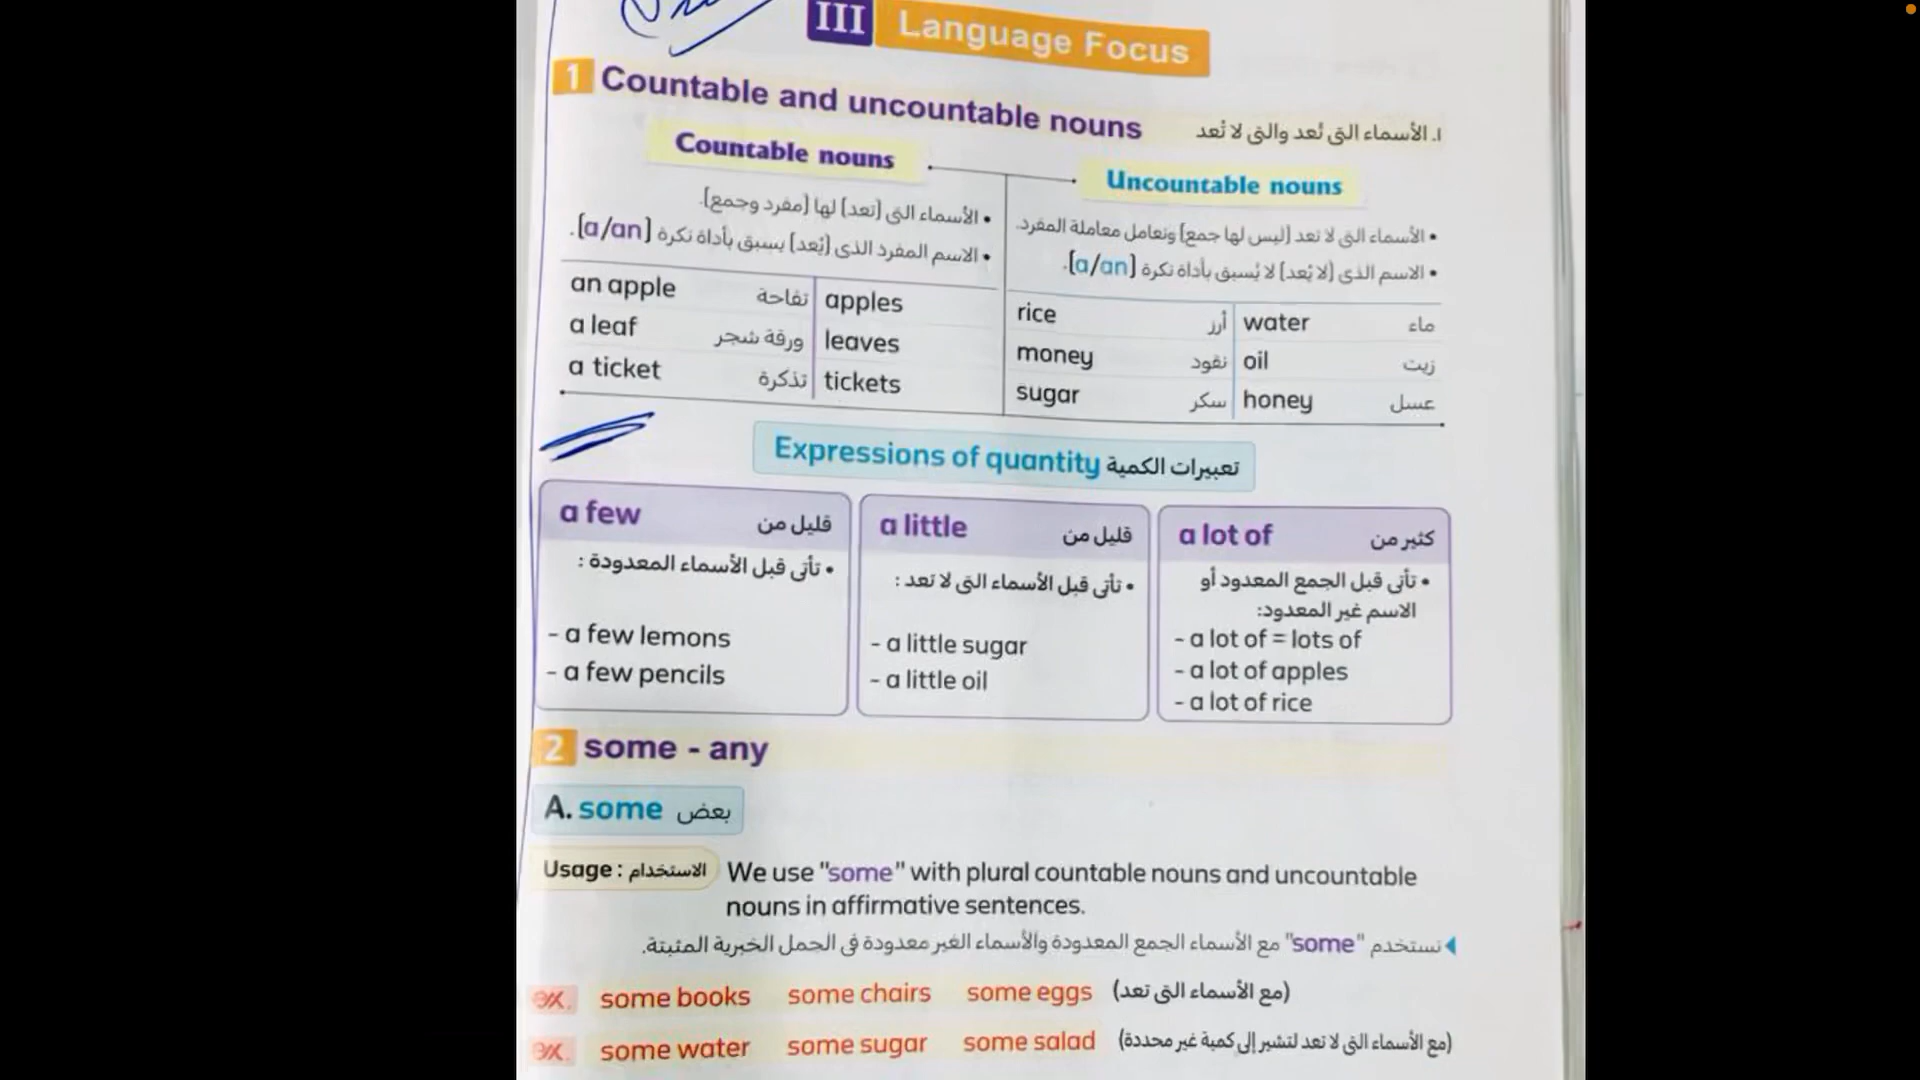 III Language Focus
1 Countable and uncountable nouns ١. الأسماء التى تُعد والتى لا تُعد
Countable nouns
• الأسماء التى (تعد) لها (مفرد وجمع).
• الاسم المفرد الذى (يُعد) يسبق بأداة نكرة (a/an).
an apple تفاحة apples
a leaf ورقة شجر leaves
a ticket تذكرة tickets
Uncountable nouns
• الأسماء التى لا تعد (ليس لها جمع) وتعامل معاملة المفرد.
• الاسم الذى (لا يُعد) لا يُسبق بأداة نكرة (a/an).
rice أرز water ماء
money نقود oil زيت
sugar سكر honey عسل
Expressions of quantity تعبيرات الكمية
a few قليل من
• تأتى قبل الأسماء المعدودة :
- a few lemons
- a few pencils
a little قليل من
• تأتى قبل الأسماء التى لا تعد :
- a little sugar
- a little oil
a lot of كثير من
• تأتى قبل الجمع المعدود أو
الاسم غير المعدود:
- a lot of = lots of
- a lot of apples
- a lot of rice
2 some - any
A. some بعض
Usage : الاستخدام We use "some" with plural countable nouns and uncountable
nouns in affirmative sentences.
نستخدم "some" مع الأسماء الجمع المعدودة والأسماء الغير معدودة فى الجمل الخبرية المثبتة.
ex. some books some chairs some eggs (مع الأسماء التى تعد)
ex. some water some sugar some salad (مع الأسماء التى لا تعد لتشير إلى كمية غير محددة)